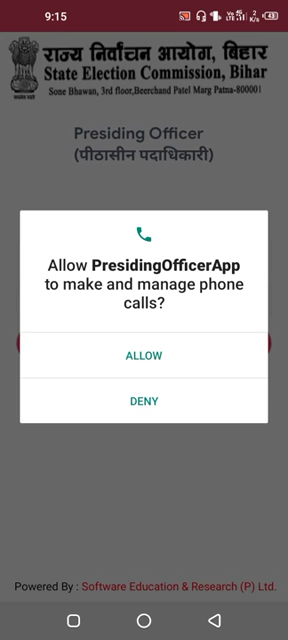 9:15
राज्य निर्वाचन आयोग, बिहार
State Election Commission, Bihar
Sone Bhawan, 3rd floor,Beerchand Patel Marg Patna-800001
Presiding Officer
(पीठासीन पदाधिकारी)
Allow PresidingOfficerApp
to make and manage phone
calls?
ALLOW
DENY
Powered By : Software Education & Research (P) Ltd.